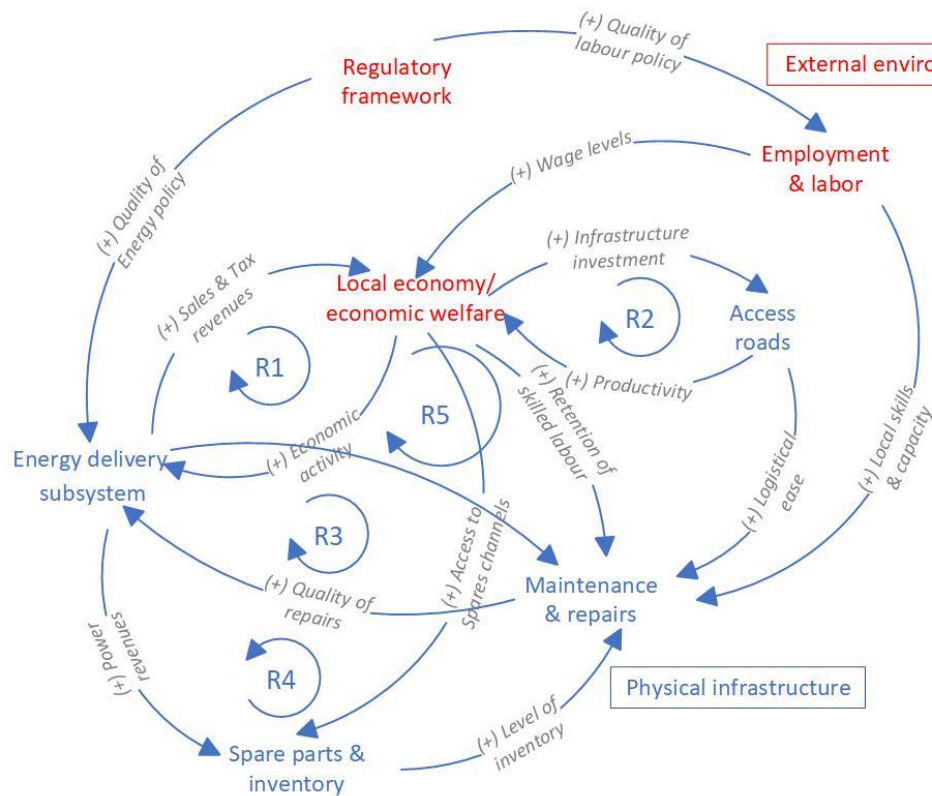 (+) Quality of
labour policy
Regulatory
framework
External enviro
Employment
& labor
(+) Wage levels
(+) Quality of
Energy policy
(+) Infrastructure
investment
(+) Sales & Tax
revenues
Local economy/
economic welfare
R2
Access
roads
R1
(+) Productivity
R5
(+) Retention of
skilled labour
(+) Local skills
& capacity
(+) Economic
activity
Energy delivery
subsystem
(+) Logistical
ease
R3
(+) Access to
Spares channels
(+) Quality of
repairs
Maintenance
& repairs
(+) Power
revenues
R4
Physical infrastructure
(+) Level of
inventory
Spare parts &
inventory